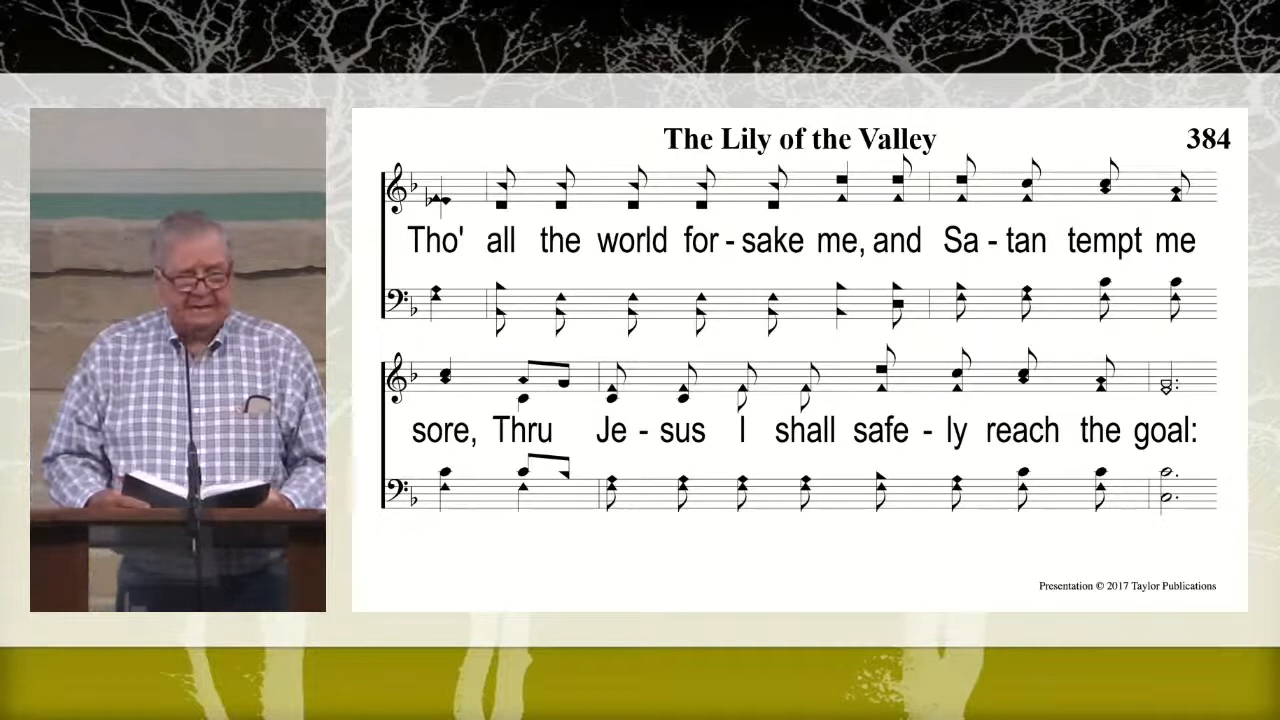 The Lily of the Valley
384
Tho' all the world for - sake me, and Sa - tan tempt me
sore, Thru Je - sus I shall safe - ly reach the goal:
Presentation © 2017 Taylor Publications